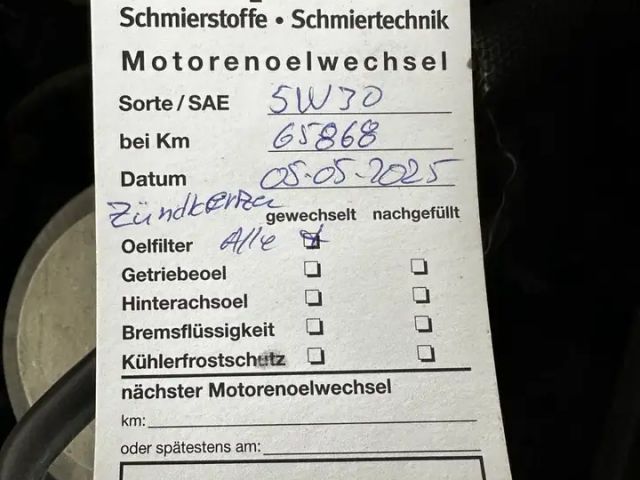 Schmierstoffe • Schmiertechnik
Motorenoelwechsel
Sorte / SAE 5W30
bei Km 65868
Datum 05-05-2025
Zündkerzen
gewechselt nachgefüllt
Oelfilter Alle
Getriebeoel
Hinterachsoel
Bremsflüssigkeit
Kühlerfrostschutz
nächster Motorenoelwechsel
km:
oder spätestens am: